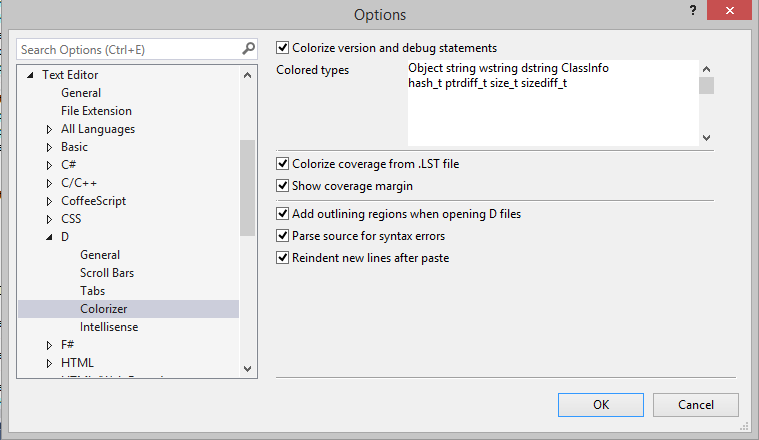 Options
?
Search Options (Ctrl+E)
Text Editor
General
File Extension
All Languages
Basic
C#
C/C++
CoffeeScript
CSS
D
General
Scroll Bars
Tabs
Colorizer
Intellisense
F#
HTML
Colorize version and debug statements
Colored types
Object string wstring dstring ClassInfo
hash_t ptrdiff_t size_t sizediff_t
Colorize coverage from .LST file
Show coverage margin
Add outlining regions when opening D files
Parse source for syntax errors
Reindent new lines after paste
OK
Cancel